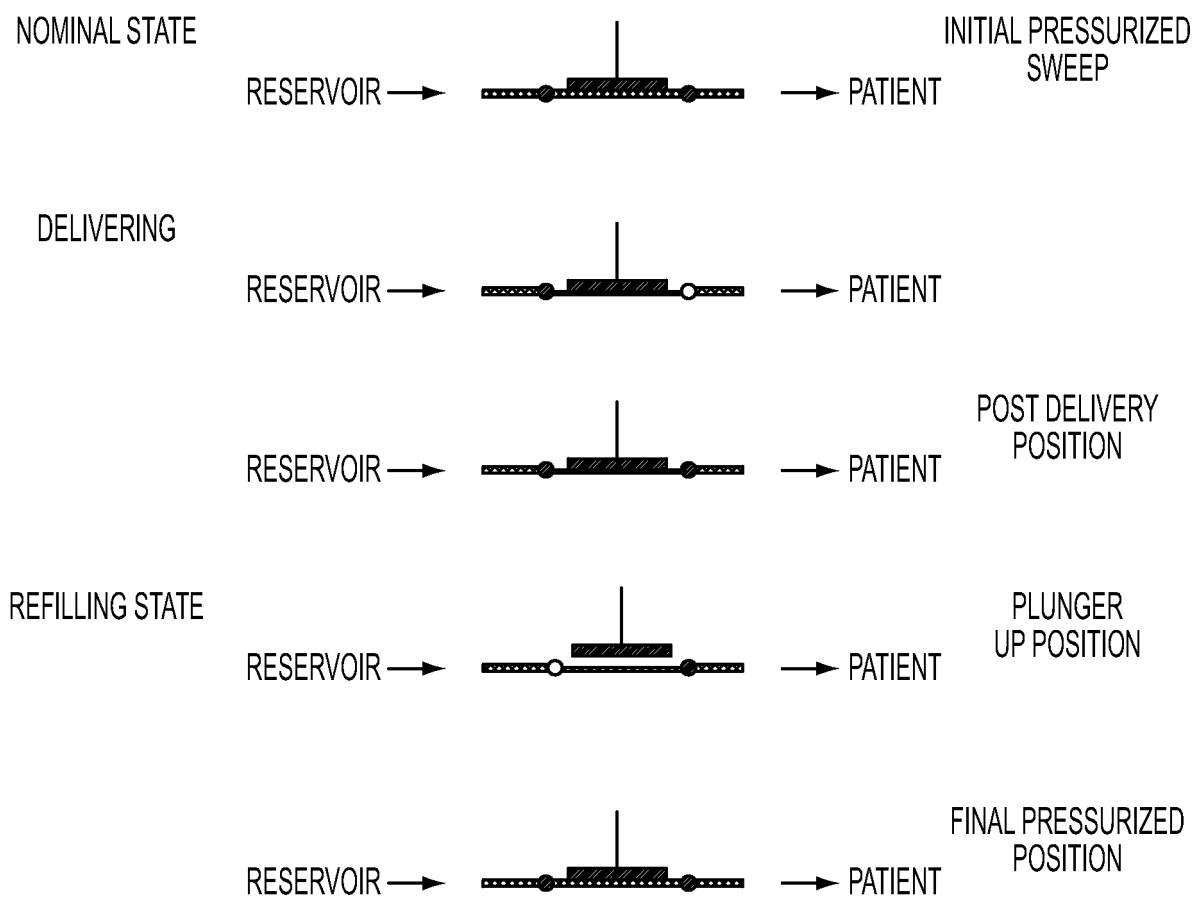 NOMINAL STATE
INITIAL PRESSURIZED
SWEEP
RESERVOIR
PATIENT
DELIVERING
RESERVOIR
PATIENT
POST DELIVERY
POSITION
RESERVOIR
PATIENT
REFILLING STATE
PLUNGER
UP POSITION
RESERVOIR
PATIENT
FINAL PRESSURIZED
POSITION
RESERVOIR
PATIENT